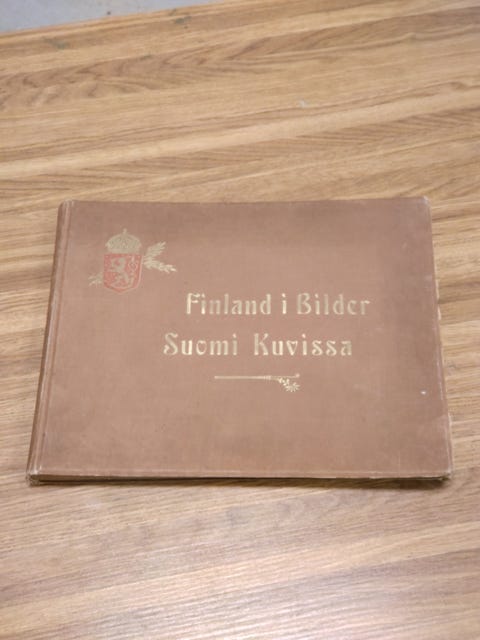 Finland i Bilder
Suomi Kuvissa